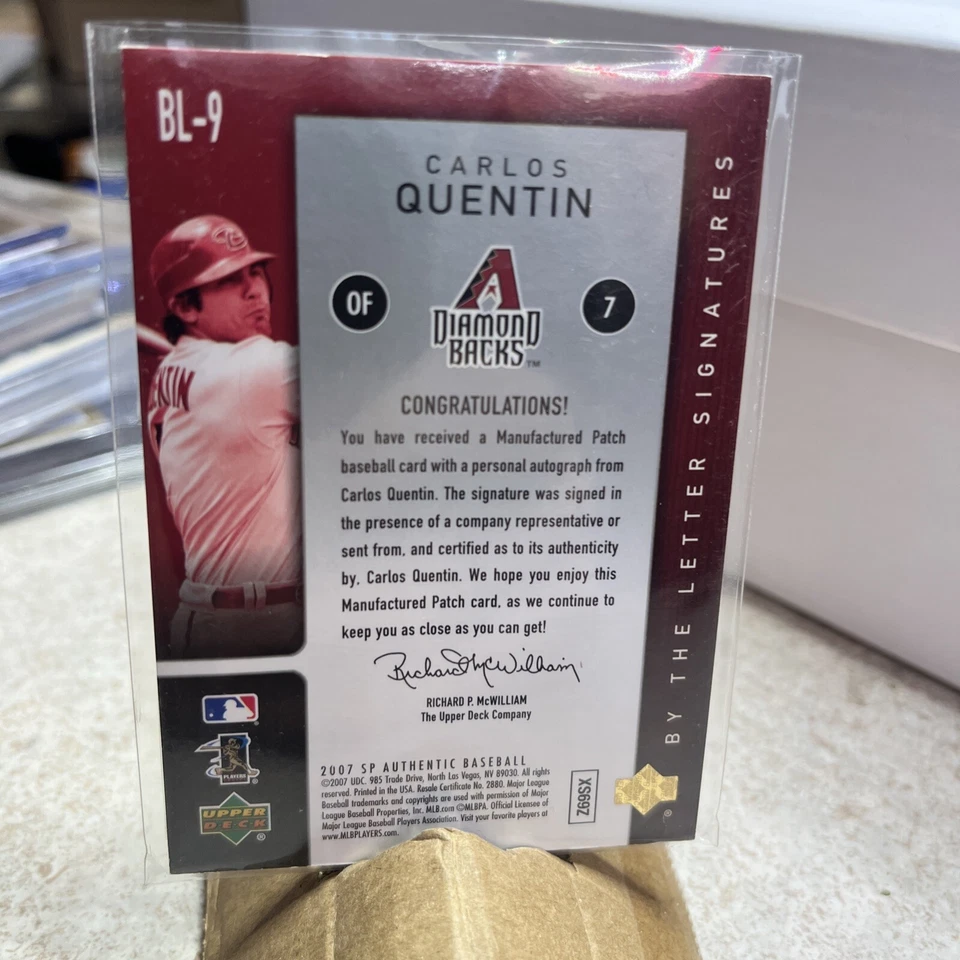 BL-9
CARLOS
QUENTIN
OF
7
A
DIAMOND
BACKS™
CONGRATULATIONS!
You have received a Manufactured Patch
baseball card with a personal autograph from
Carlos Quentin. The signature was signed in
the presence of a company representative or
sent from, and certified as to its authenticity
by, Carlos Quentin. We hope you enjoy this
Manufactured Patch card, as we continue to
keep you as close as you can get!
Richard P. McWilliam
RICHARD P. McWILLIAM
The Upper Deck Company
2007 SP AUTHENTIC BASEBALL
©2007 UDC. 985 Trade Drive, North Las Vegas, NV 89030. All rights
reserved. Printed in the USA. Resale Certificate No. 2880. Major League
Baseball trademarks and copyrights are used with permission of Major
League Baseball Properties, Inc. MLB.com ©MLBPA. Official Licensee of
Major League Baseball Players Association. Visit your favorite players at
www.MLBPLAYERS.com.
Z69SX
BY THE LETTER SIGNATURES
ENTIN
PLAYERS
UPPER
DECK
®